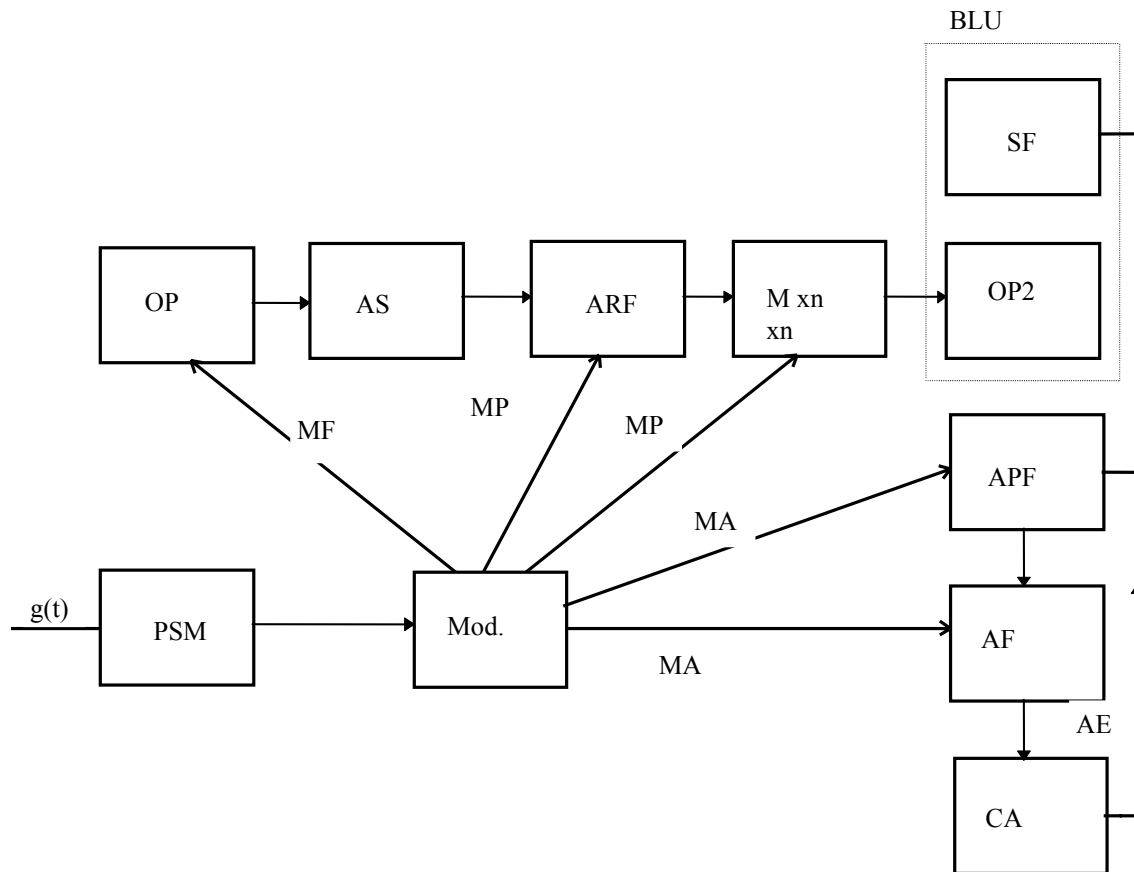 BLU
SF
OP
AS
ARF
M xn
xn
OP2
MF
MP
MP
MA
APF
g(t)
PSM
Mod.
MA
AF
AE
CA